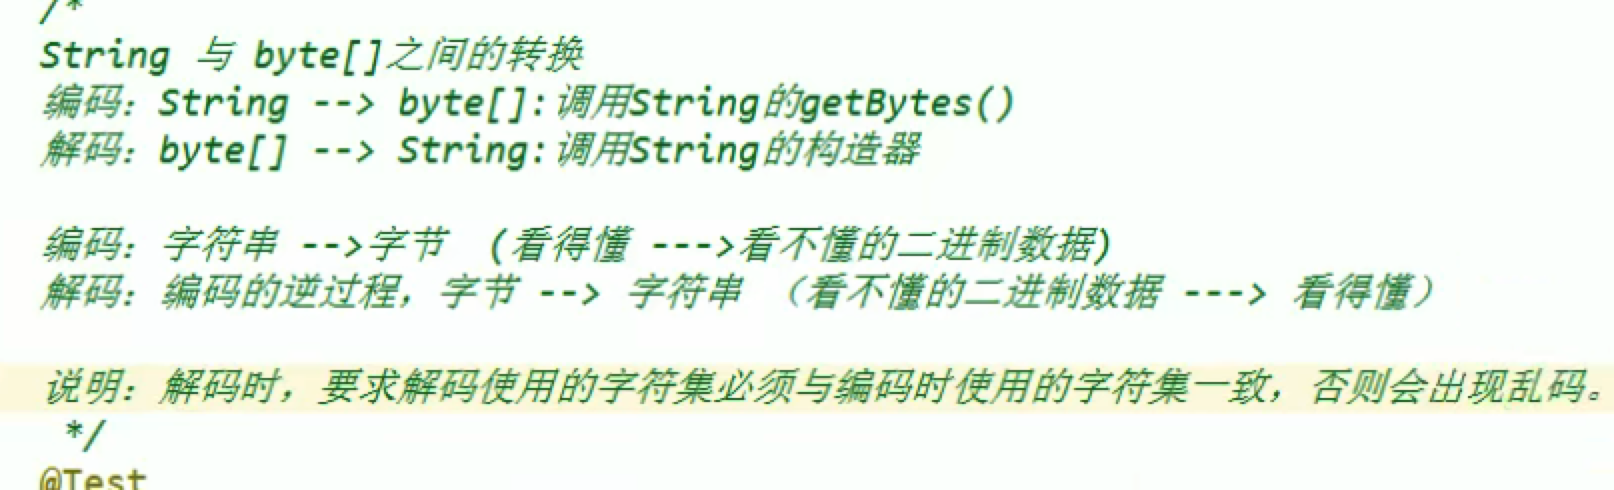 /*
String 与 byte[]之间的转换
编码：String --> byte[]:调用String的getBytes()
解码：byte[] --> String:调用String的构造器
编码：字符串 -->字节 (看得懂 --->看不懂的二进制数据)
解码：编码的逆过程，字节 --> 字符串 （看不懂的二进制数据 ---> 看得懂）
说明：解码时，要求解码使用的字符集必须与编码时使用的字符集一致，否则会出现乱码。
*/
@Test